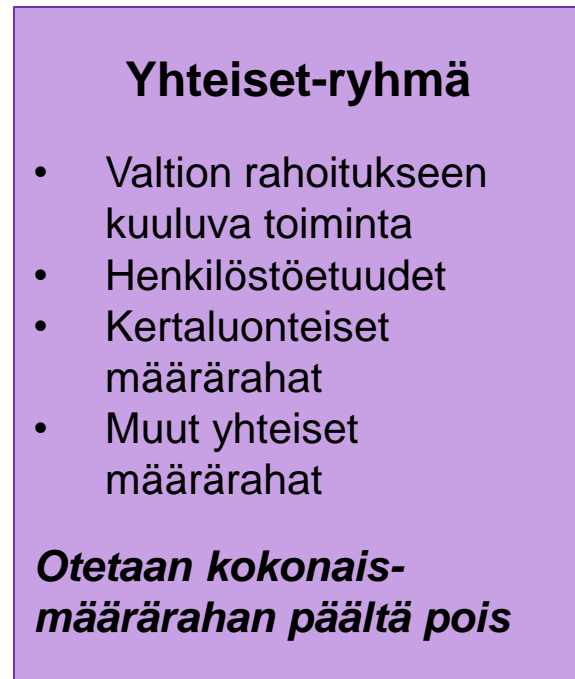 Yhteiset-ryhmä
• Valtion rahoitukseen
kuuluva toiminta
• Henkilöstöetuudet
• Kertaluonteiset
määrärahat
• Muut yhteiset
määrärahat
Otetaan kokonais-
määrärahan päältä pois